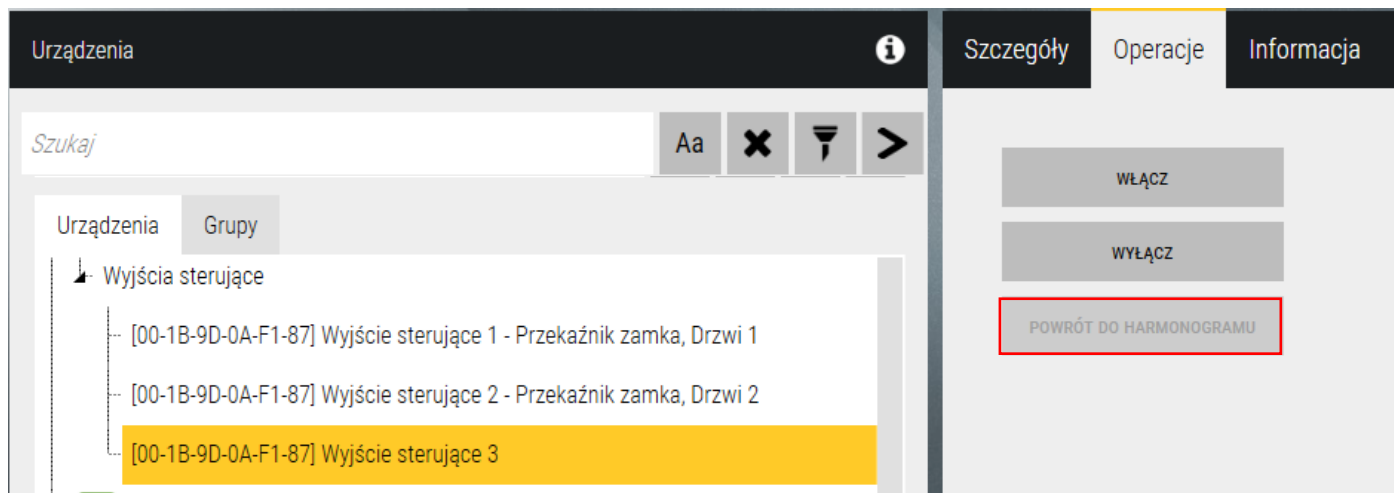 Urządzenia
Szczegóły Operacje Informacja
Szukaj
Aa
Urządzenia Grupy
Wyjścia sterujące
[00-1B-9D-0A-F1-87] Wyjście sterujące 1 - Przekaźnik zamka, Drzwi 1
[00-1B-9D-0A-F1-87] Wyjście sterujące 2 - Przekaźnik zamka, Drzwi 2
[00-1B-9D-0A-F1-87] Wyjście sterujące 3
WŁĄCZ
WYŁĄCZ
POWRÓT DO HARMONOGRAMU